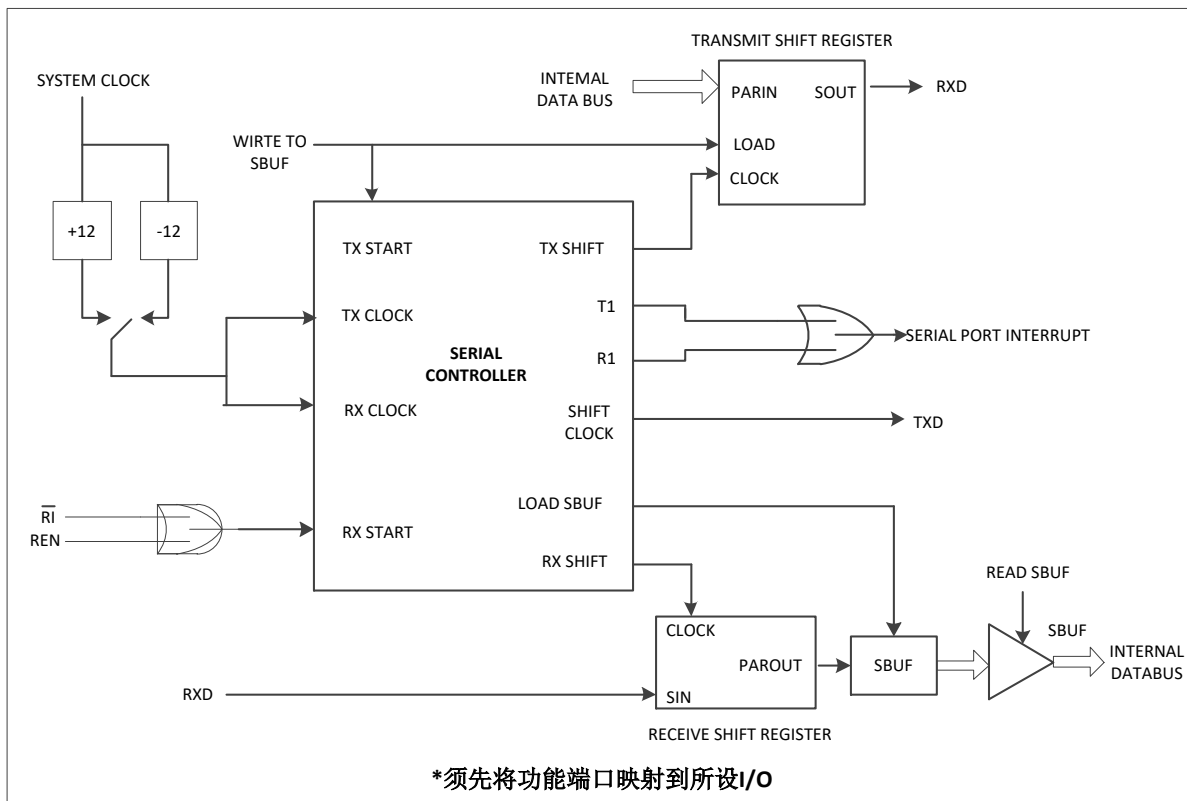 TRANSMIT SHIFT REGISTER
SYSTEM CLOCK
INTEMAL
DATA BUS
PARIN
SOUT
RXD
WIRTE TO
SBUF
LOAD
CLOCK
+12
-12
TX START
TX SHIFT
TX CLOCK
T1
SERIAL PORT INTERRUPT
SERIAL
CONTROLLER
R1
RX CLOCK
SHIFT
CLOCK
TXD
LOAD SBUF
R̅I̅
REN
RX START
RX SHIFT
READ SBUF
CLOCK
SBUF
PAROUT
SBUF
INTERNAL
DATABUS
RXD
SIN
RECEIVE SHIFT REGISTER
*须先将功能端口映射到所设I/O